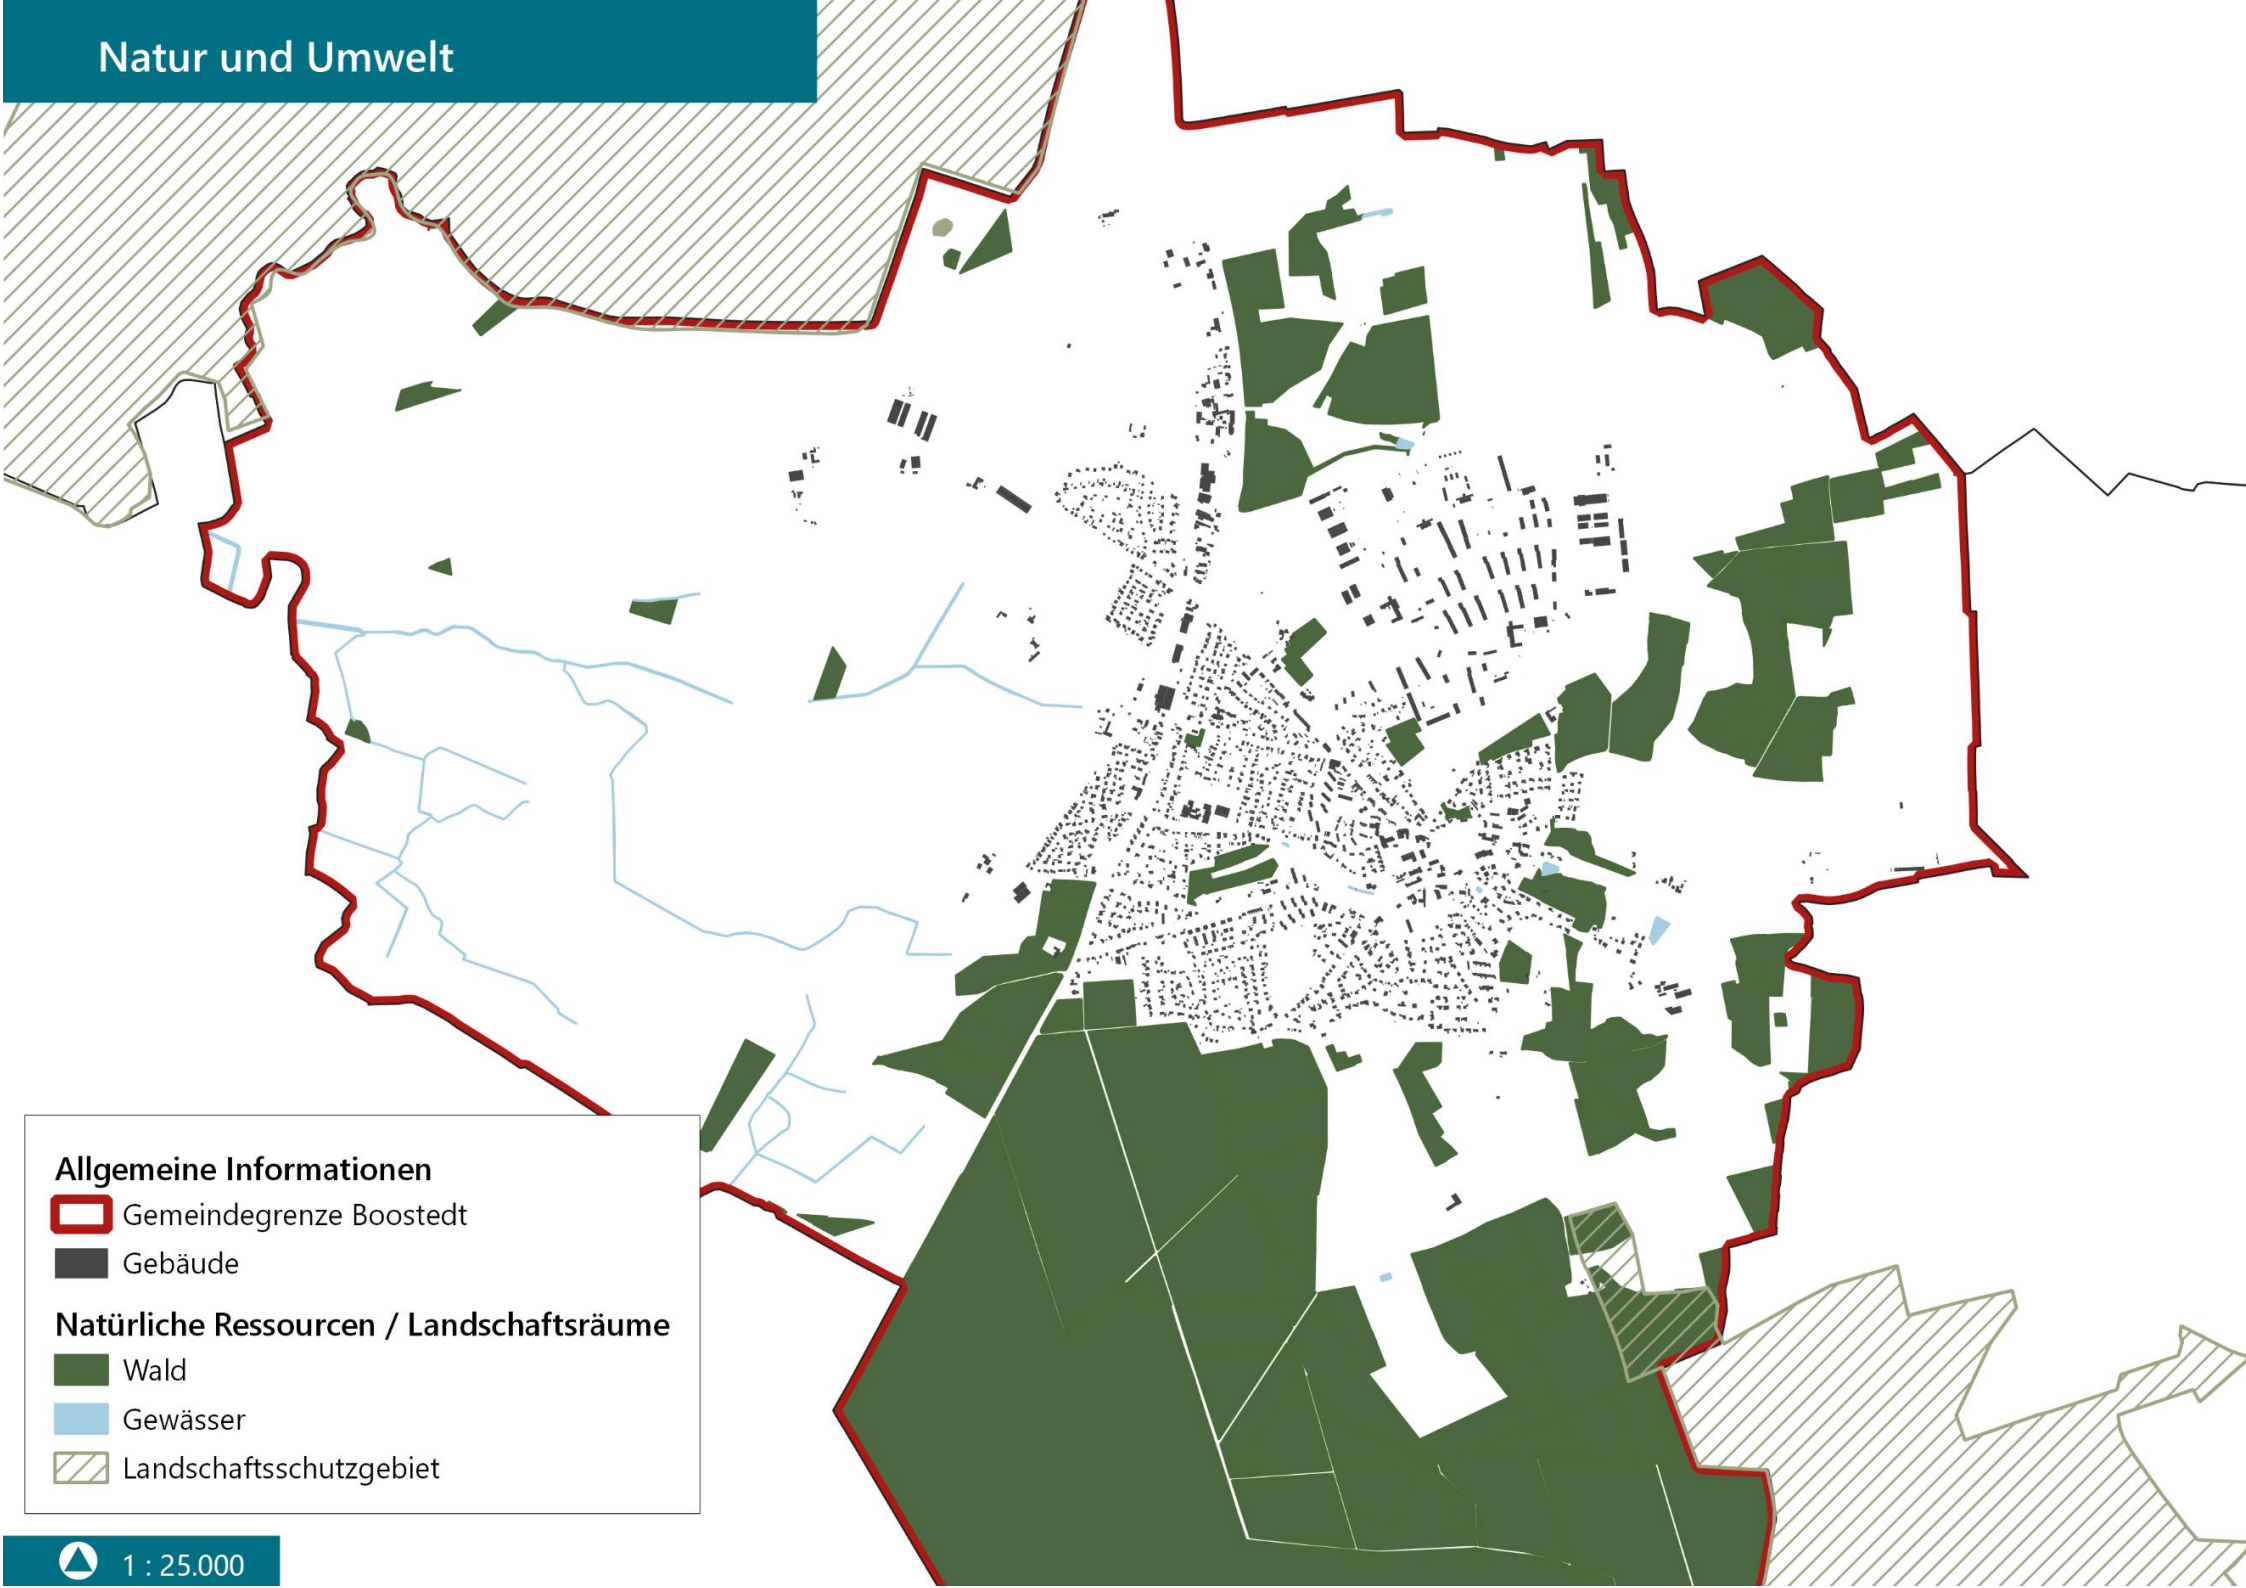 Natur und Umwelt
Allgemeine Informationen
Gemeindegrenze Boostedt
Gebäude
Natürliche Ressourcen / Landschaftsräume
Wald
Gewässer
Landschaftsschutzgebiet
1 : 25.000